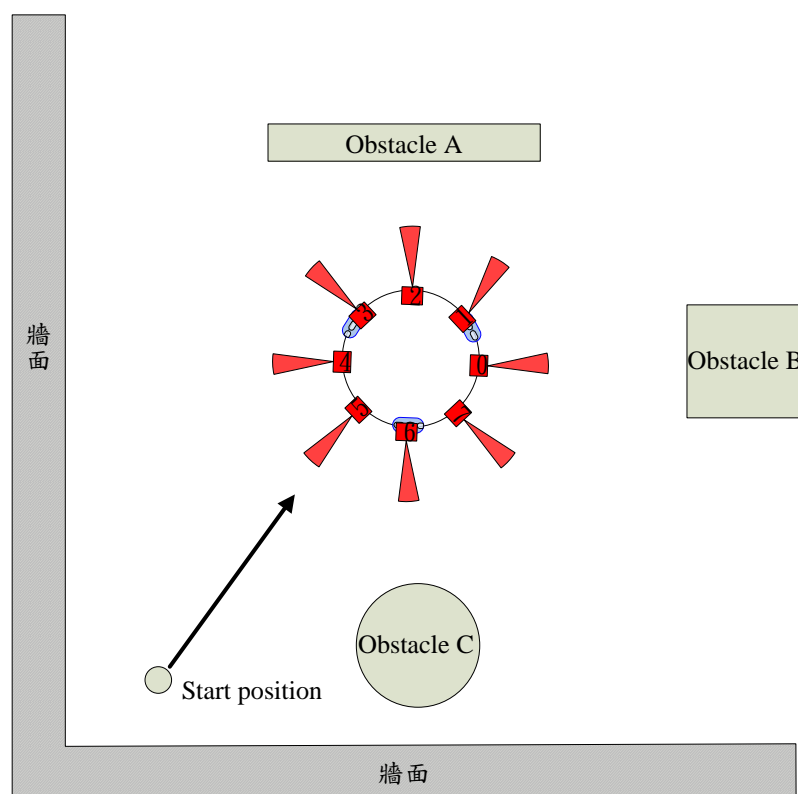 Obstacle A
2
3
1
牆
面
4
0
Obstacle B
5
7
6
Obstacle C
Start position
牆面